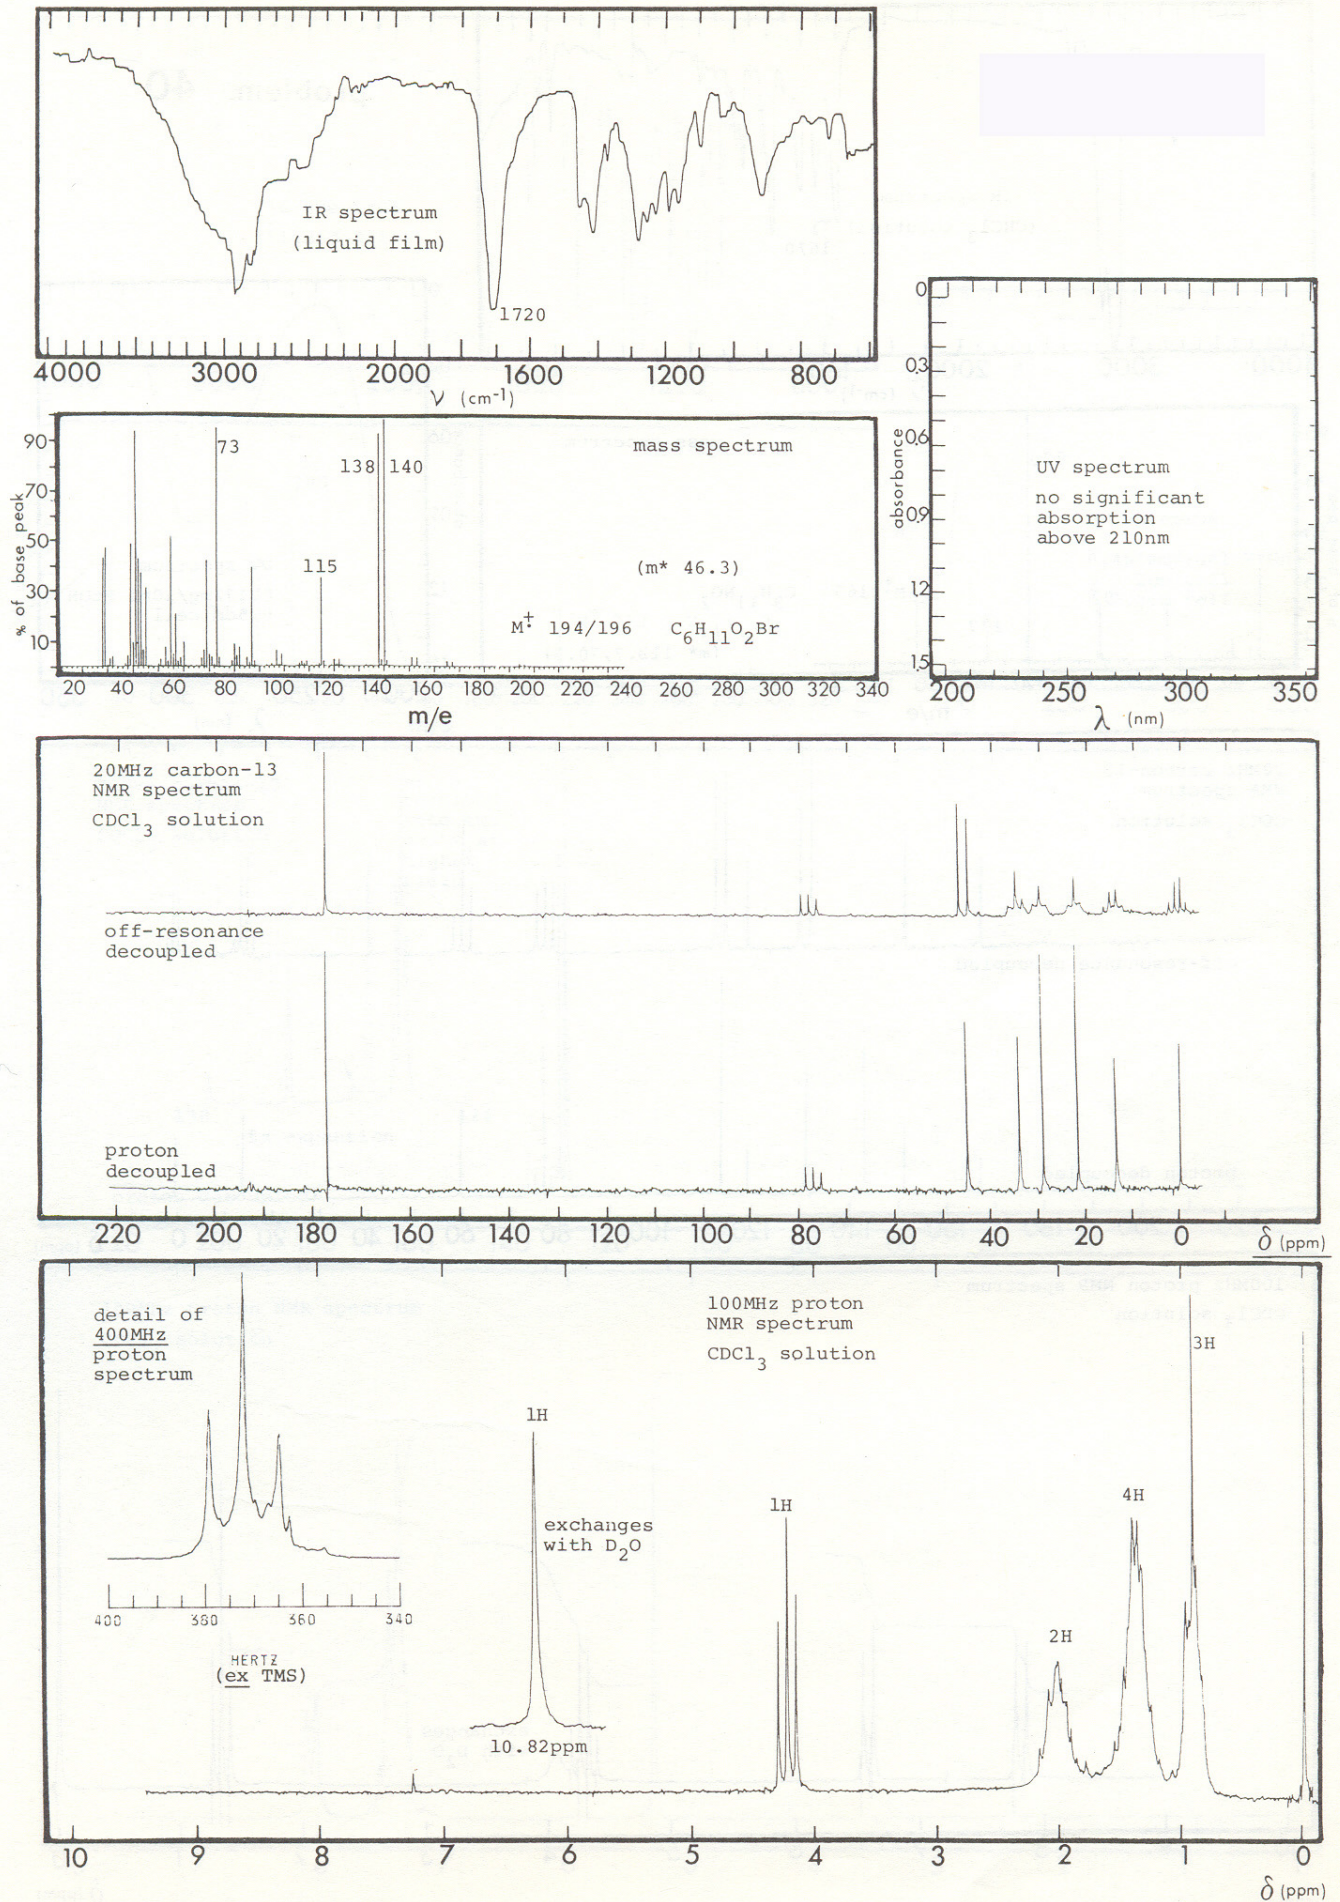 IR spectrum
(liquid film)
1720
4000 3000 2000 1600 1200 800
ν (cm-1)
mass spectrum
73
138 140
115
(m* 46.3)
M+· 194/196 C6H11O2Br
% of base peak
90
70
50
30
10
20 40 60 80 100 120 140 160 180 200 220 240 260 280 300 320 340
m/e
absorbance
0
0.3
0.6
0.9
1.2
1.5
UV spectrum
no significant
absorption
above 210nm
200 250 300 350
λ (nm)
20MHz carbon-13
NMR spectrum
CDCl3 solution
off-resonance
decoupled
proton
decoupled
220 200 180 160 140 120 100 80 60 40 20 0 δ (ppm)
detail of
400MHz
proton
spectrum
400 380 360 340
HERTZ
(ex TMS)
100MHz proton
NMR spectrum
CDCl3 solution
1H
exchanges
with D2O
10.82ppm
1H
2H
4H
3H
10 9 8 7 6 5 4 3 2 1 0
δ (ppm)